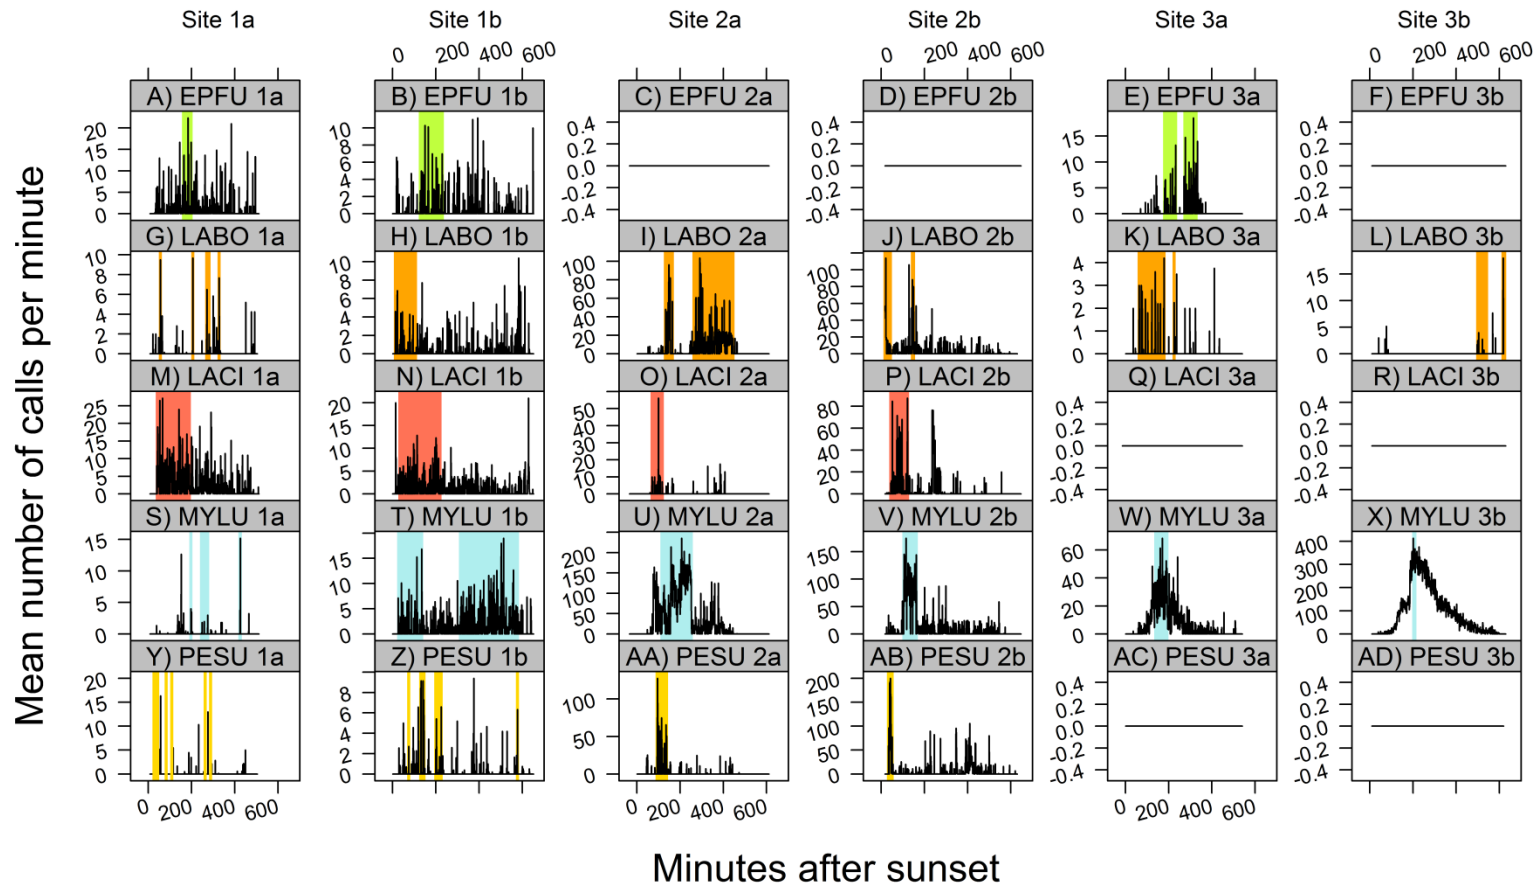 Site 1a Site 1b Site 2a Site 2b Site 3a Site 3b
0 200 400 600 0 200 400 600 0 200 400 600
A) EPFU 1a B) EPFU 1b C) EPFU 2a D) EPFU 2b E) EPFU 3a F) EPFU 3b
20 15 10 5 0
10 8 6 4 2 0
0.4 0.2 0.0 -0.2 -0.4
0.4 0.2 0.0 -0.2 -0.4
15 10 5 0
0.4 0.2 0.0 -0.2 -0.4
G) LABO 1a H) LABO 1b I) LABO 2a J) LABO 2b K) LABO 3a L) LABO 3b
10 8 6 4 2 0
10 8 6 4 2 0
100 80 60 40 20 0
100 80 60 40 20 0
4 3 2 1 0
15 10 5 0
M) LACI 1a N) LACI 1b O) LACI 2a P) LACI 2b Q) LACI 3a R) LACI 3b
25 20 15 10 5 0
20 15 10 5 0
50 40 30 20 10 0
80 60 40 20 0
0.4 0.2 0.0 -0.2 -0.4
0.4 0.2 0.0 -0.2 -0.4
S) MYLU 1a T) MYLU 1b U) MYLU 2a V) MYLU 2b W) MYLU 3a X) MYLU 3b
15 10 5 0
15 10 5 0
200 150 100 50 0
150 100 50 0
60 40 20 0
400 300 200 100 0
Y) PESU 1a Z) PESU 1b AA) PESU 2a AB) PESU 2b AC) PESU 3a AD) PESU 3b
20 15 10 5 0
8 6 4 2 0
100 50 0
200 150 100 50 0
0.4 0.2 0.0 -0.2 -0.4
0.4 0.2 0.0 -0.2 -0.4
0 200 400 600 0 200 400 600 0 200 400 600
Mean number of calls per minute
Minutes after sunset